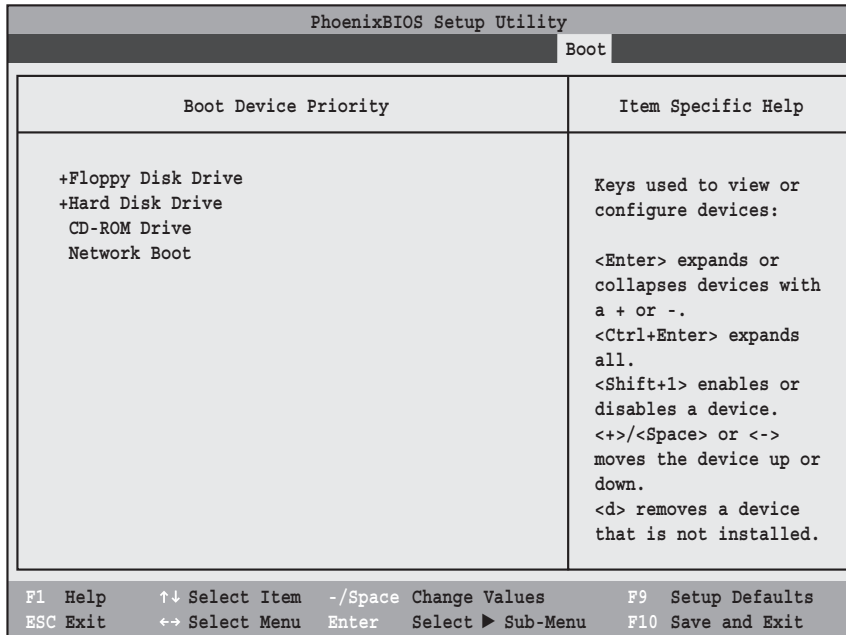 PhoenixBIOS Setup Utility
Boot
Boot Device Priority
Item Specific Help
+Floppy Disk Drive
+Hard Disk Drive
CD-ROM Drive
Network Boot
Keys used to view or
configure devices:
<Enter> expands or
collapses devices with
a + or -.
<Ctrl+Enter> expands
all.
<Shift+1> enables or
disables a device.
<+>/<Space> or <->
moves the device up or
down.
<d> removes a device
that is not installed.
F1 Help ↑↓ Select Item -/Space Change Values F9 Setup Defaults
ESC Exit ←→ Select Menu Enter Select ▶ Sub-Menu F10 Save and Exit